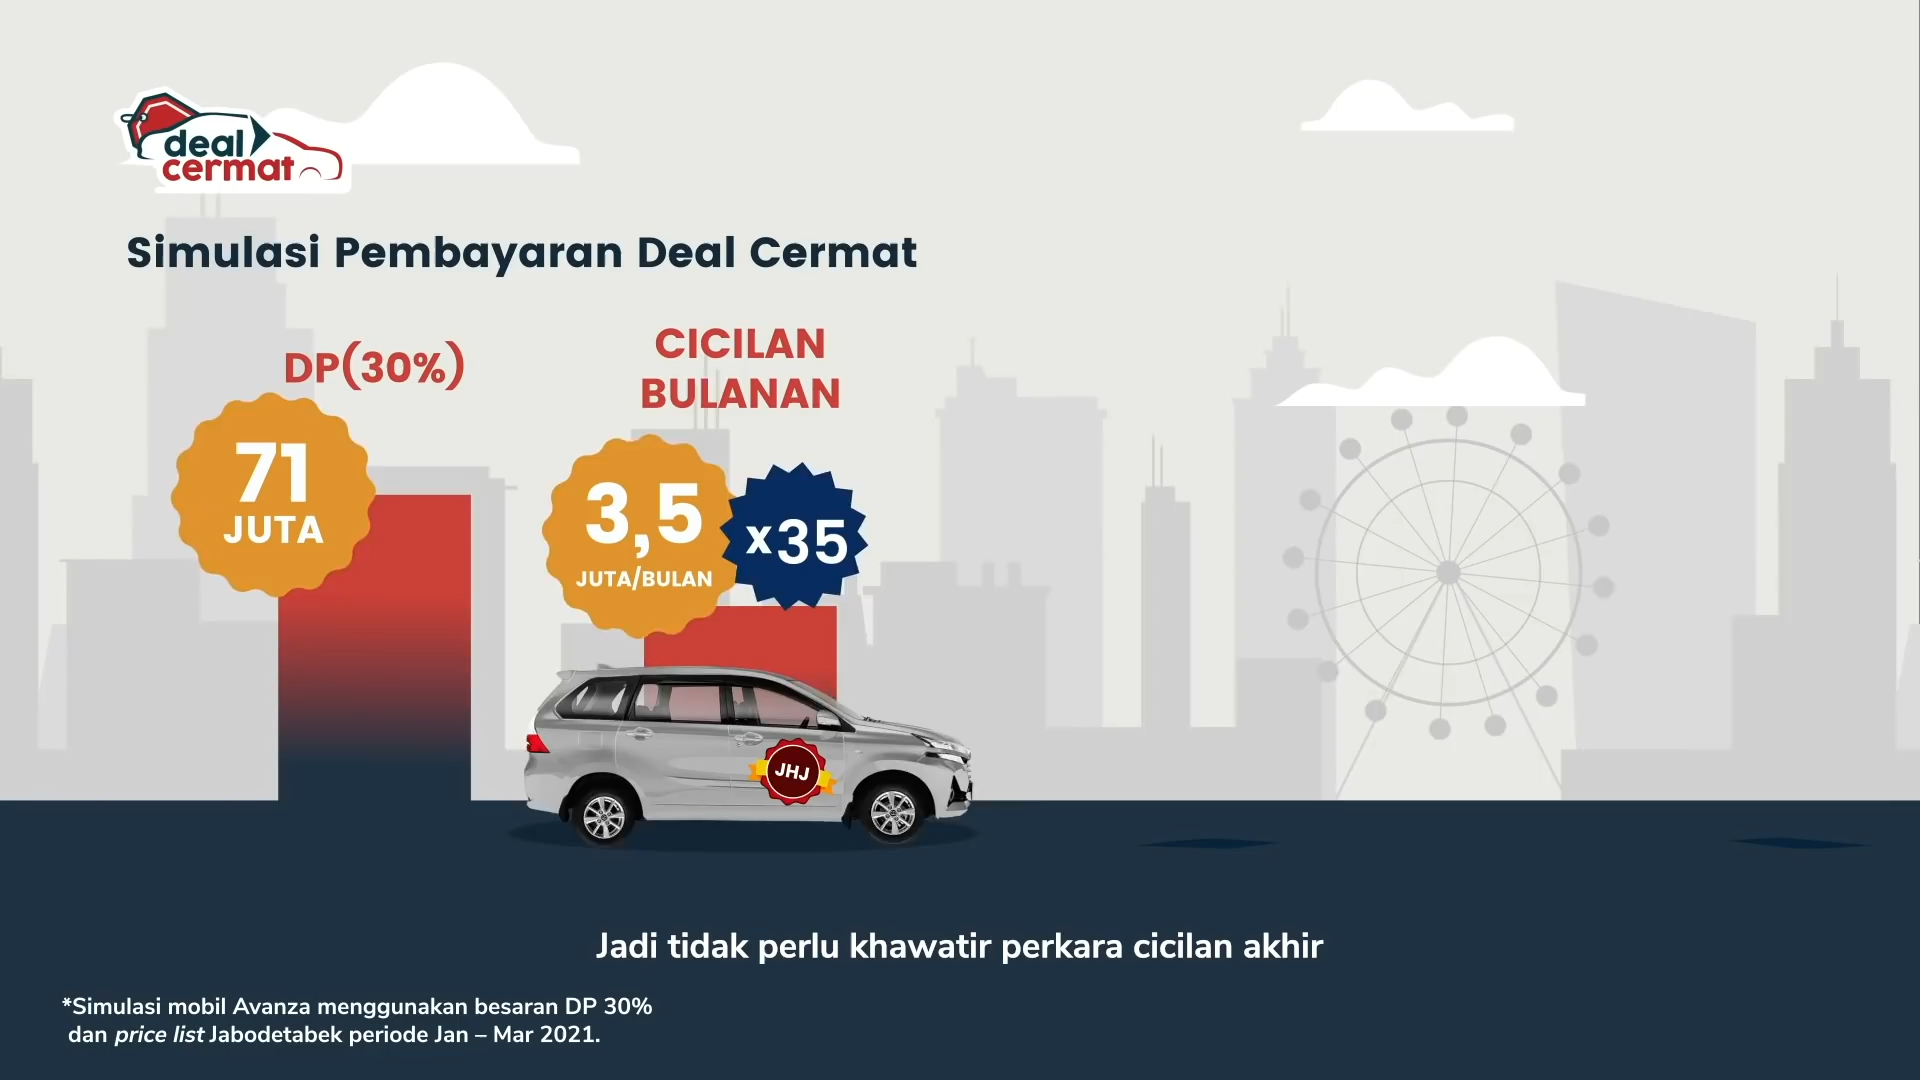 deal
cermat
Simulasi Pembayaran Deal Cermat
DP(30%)
71
JUTA
CICILAN
BULANAN
3,5
JUTA/BULAN
x35
JHJ
Jadi tidak perlu khawatir perkara cicilan akhir
*Simulasi mobil Avanza menggunakan besaran DP 30%
dan price list Jabodetabek periode Jan – Mar 2021.